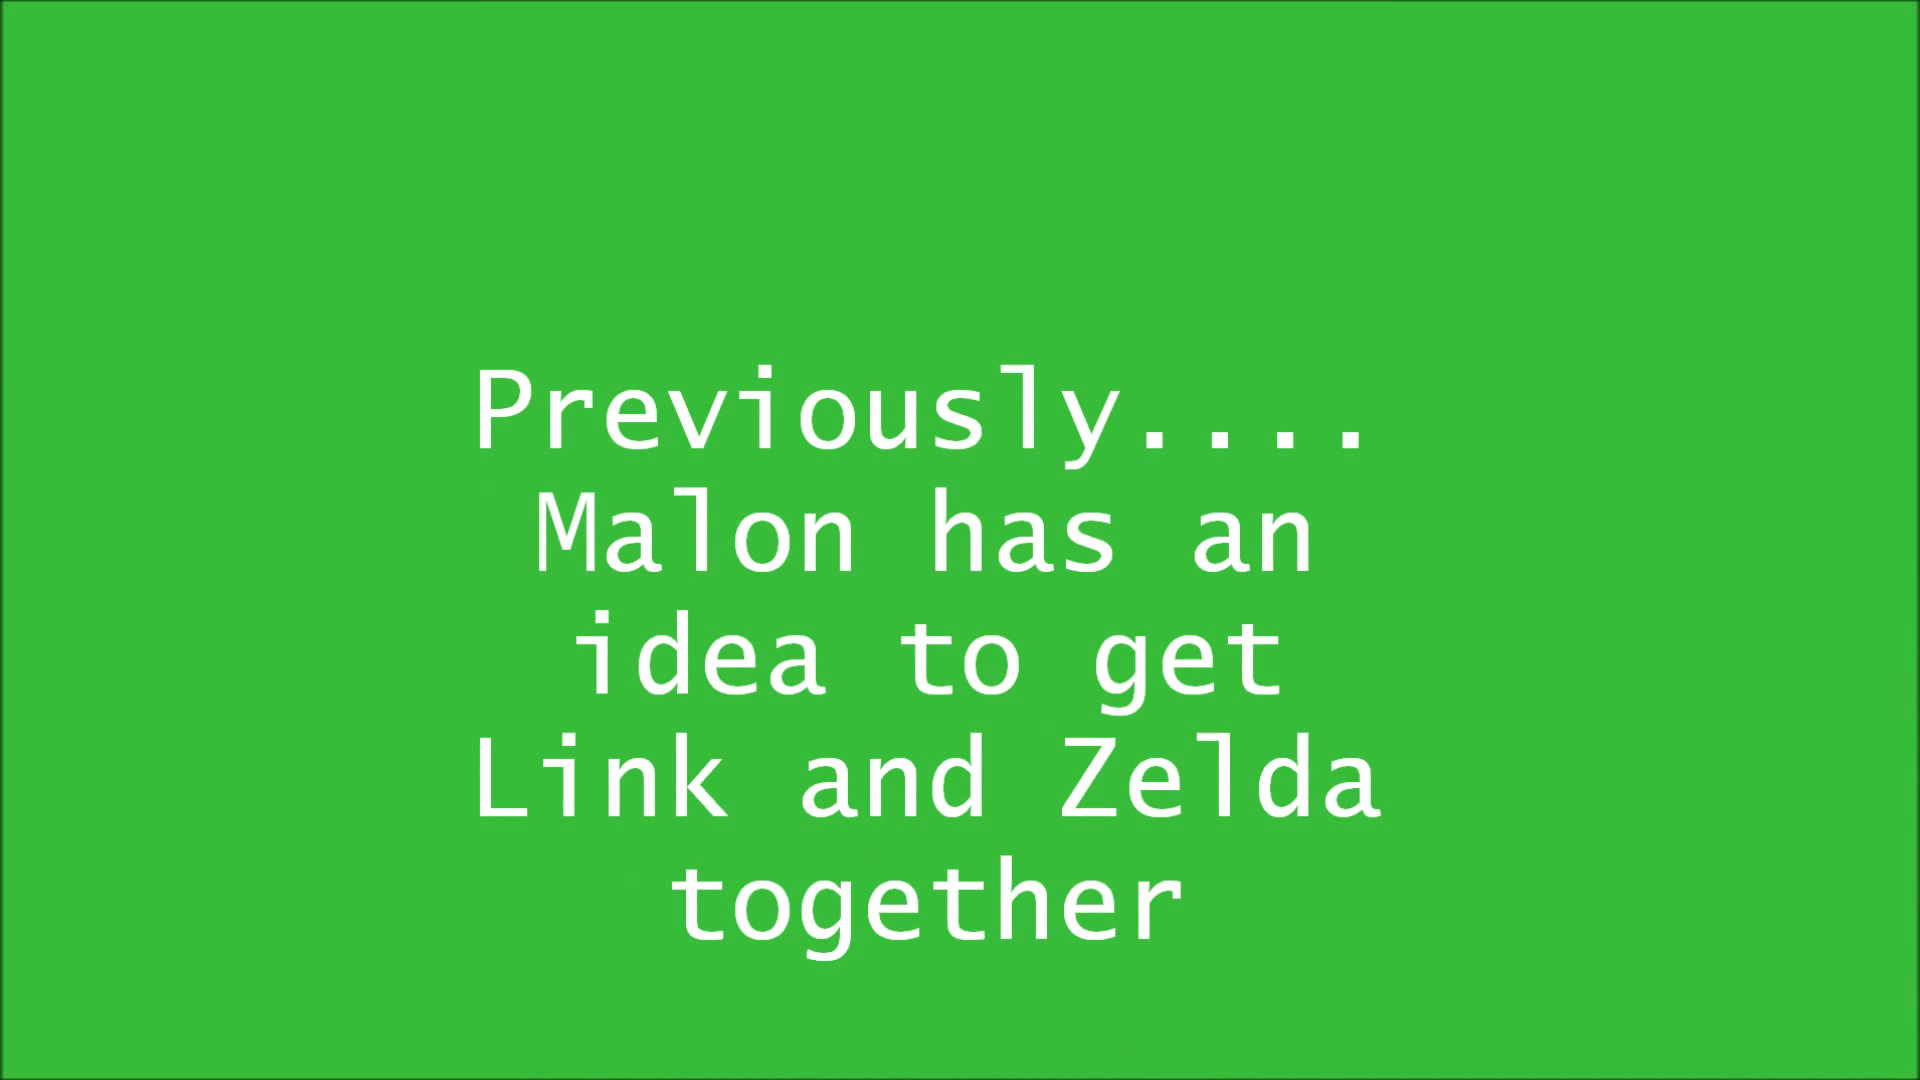 Previously....
Malon has an
idea to get
Link and Zelda
together